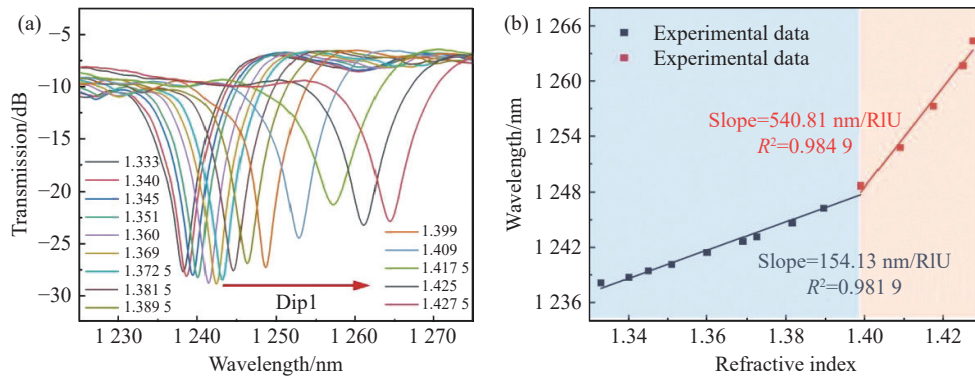 (a)
−5
−10
−15
−20
−25
−30
Transmission/dB
1.333
1.340
1.345
1.351
1.360
1.369
1.372 5
1.381 5
1.389 5
1.399
1.409
1.417 5
1.425
1.427 5
Dip1
1 230
1 240
1 250
1 260
1 270
Wavelength/nm
(b)
1 266
1 260
1 254
1 248
1 242
1 236
Wavelength/nm
Experimental data
Experimental data
Slope=540.81 nm/RIU
R²=0.984 9
Slope=154.13 nm/RIU
R²=0.981 9
1.34
1.36
1.38
1.40
1.42
Refractive index